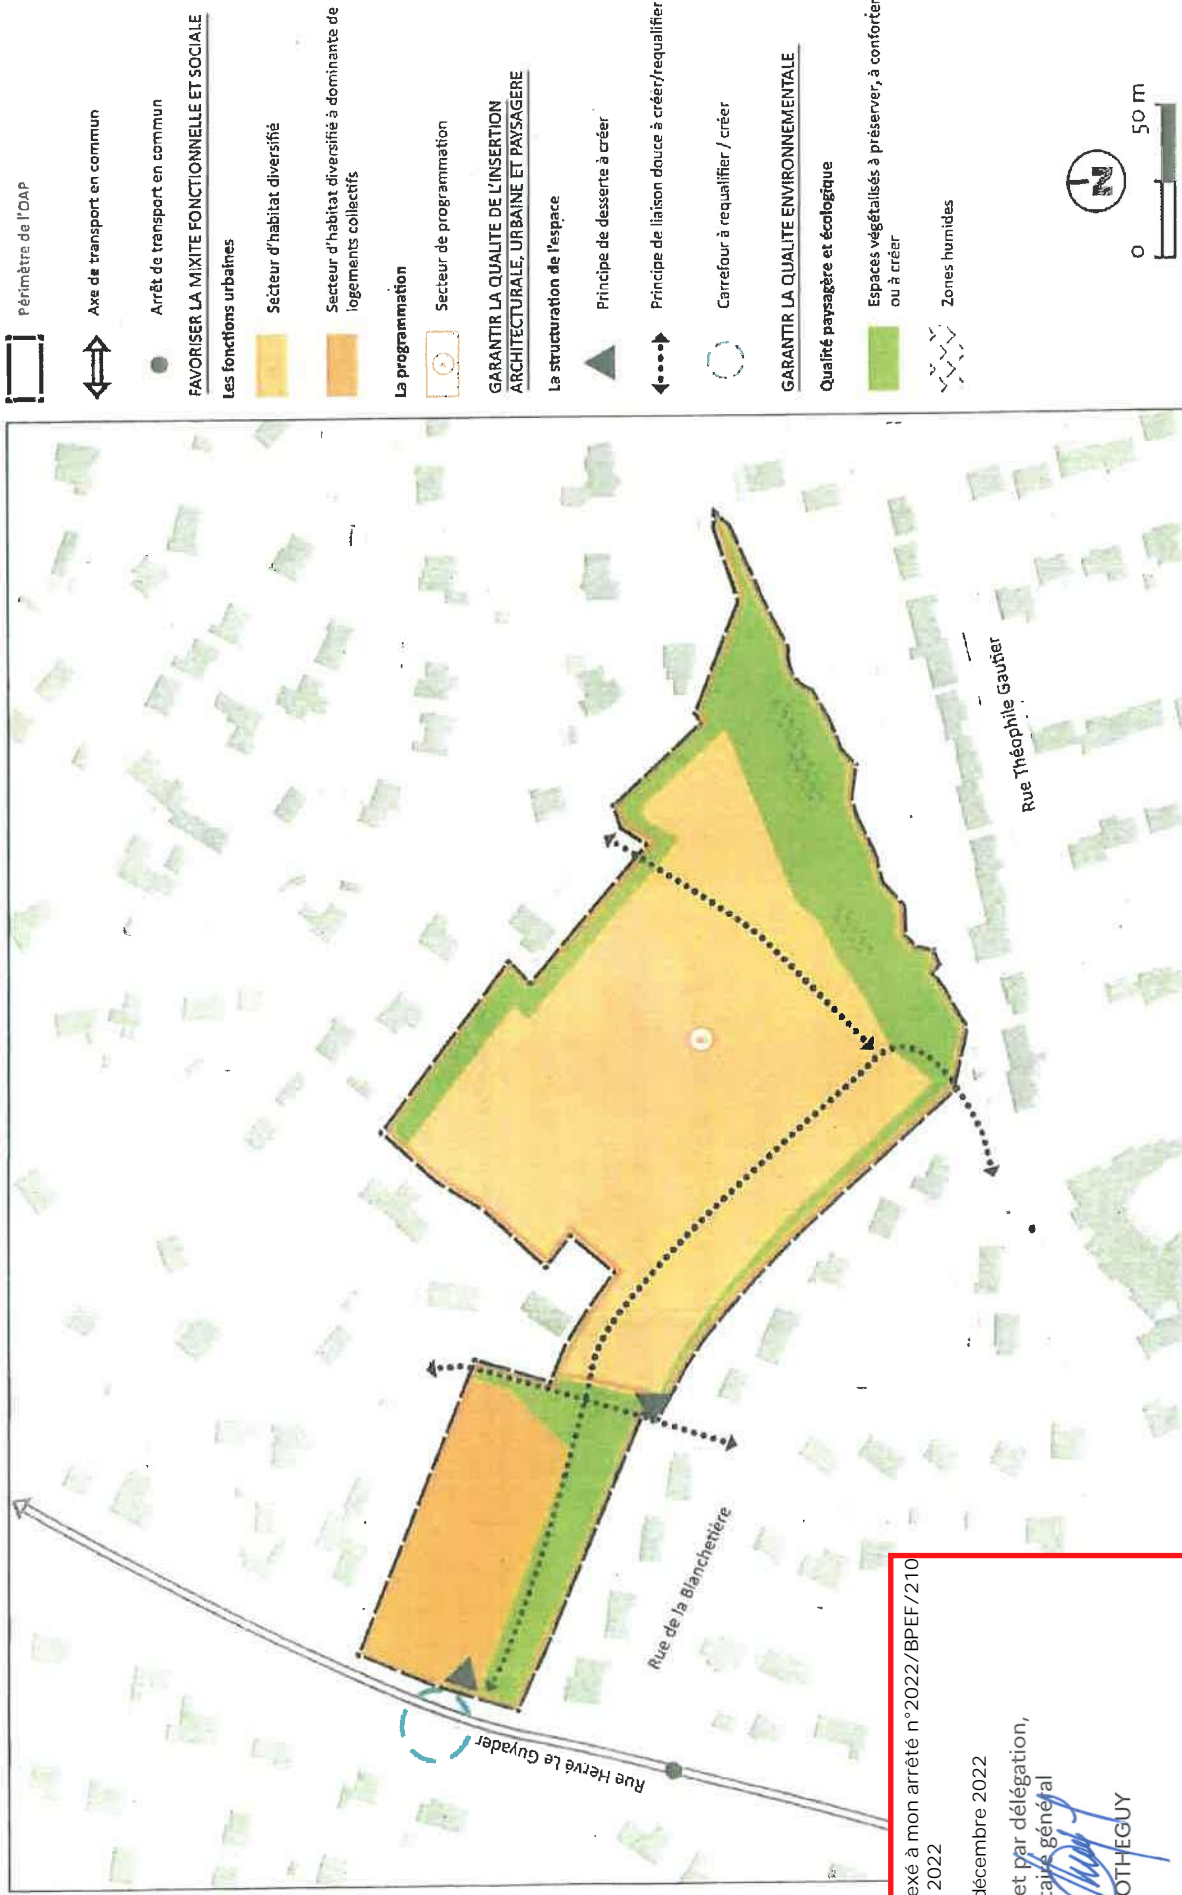 Périmètre de l'OAP
Axe de transport en commun
Arrêt de transport en commun
FAVORISER LA MIXITE FONCTIONNELLE ET SOCIALE
Les fonctions urbaines
Secteur d'habitat diversifié
Secteur d'habitat diversifié à dominante de
logements collectifs
La programmation
Secteur de programmation
GARANTIR LA QUALITE DE L'INSERTION
ARCHITECTURALE, URBAINE ET PAYSAGERE
La structuration de l'espace
Principe de desserte à créer
Principe de liaison douce à créer/requalifier
Carrefour à requalifier / créer
GARANTIR LA QUALITE ENVIRONNEMENTALE
Qualité paysagère et écologique
Espaces végétalisés à préserver, à conforter
ou à créer
Zones humides
N
0 50 m
Rue Théophile Gautier
Rue de la Blanchetière
Rue Hervé Le Guyader
exé à mon arrêté n°2022/BPEF/210
2022
décembre 2022
et par délégation,
taire général
OTHEGUY